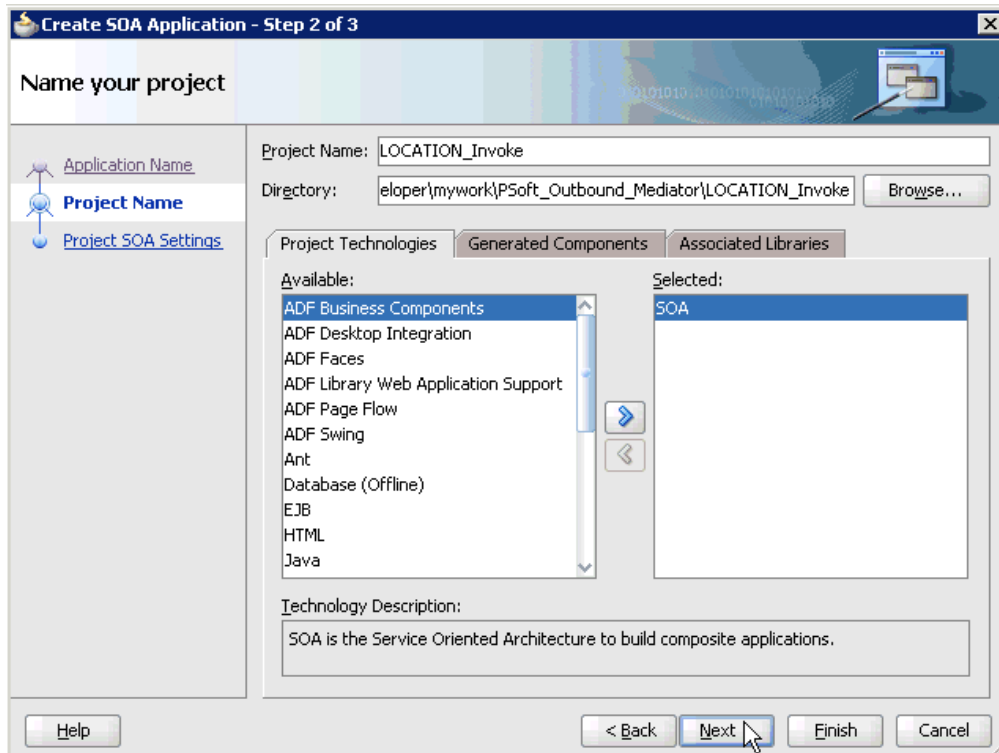 Create SOA Application - Step 2 of 3
Name your project
Application Name
Project Name
Project SOA Settings
Project Name: LOCATION_Invoke
Directory: eloper\mywork\PSoft_Outbound_Mediator\LOCATION_Invoke Browse...
Project Technologies Generated Components Associated Libraries
Available: Selected:
ADF Business Components SOA
ADF Desktop Integration
ADF Faces
ADF Library Web Application Support
ADF Page Flow
ADF Swing
Ant
Database (Offline)
EJB
HTML
Java
Technology Description:
SOA is the Service Oriented Architecture to build composite applications.
Help < Back Next Finish Cancel